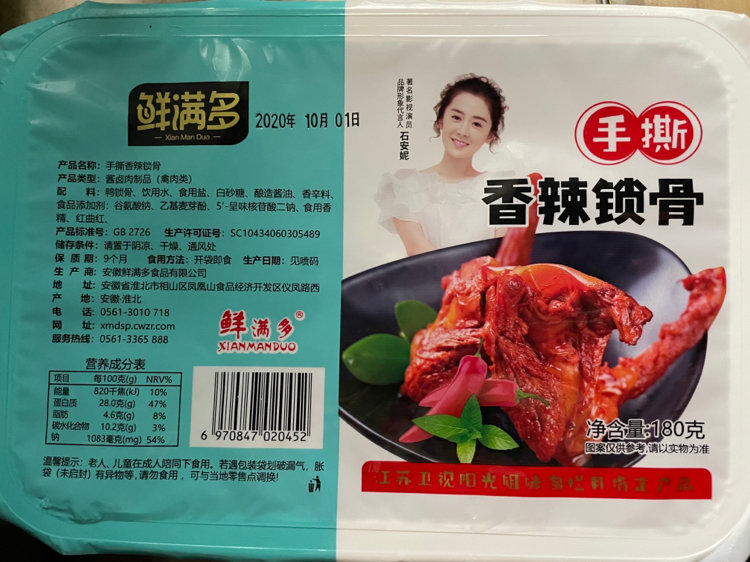 鲜满多
Xian Man Duo
2020年 10月 01日
产品名称：手撕香辣锁骨
产品类型：酱卤肉制品（禽肉类）
配　　料：鸭锁骨、饮用水、食用盐、白砂糖、酿造酱油、香辛料、
食品添加剂：谷氨酸钠、乙基麦芽酚、5'-呈味核苷酸二钠、食用香
精、红曲红、
产品标准号：GB 2726　生产许可证号：SC10434060305489
储存条件：请置于阴凉、干燥、通风处
保 质 期：9个月　食用方法：开袋即食　生产日期：见喷码
生 产 商：安徽鲜满多食品有限公司
地　　址：安徽省淮北市相山区凤凰山食品经济开发区仪凤路西
产　　地：安徽·淮北
电　　话：0561-3010 718
网　　址：xmdsp.cwzr.com
服务热线：0561-3365 888
鲜满多®
XIANMANDUO
营养成分表
项目 每100克(g) NRV%
能量 820千焦(kJ) 10%
蛋白质 28.0克(g) 47%
脂肪 4.6克(g) 8%
碳水化合物 10.2克(g) 3%
钠 1083毫克(mg) 54%
6 970847 020452
温馨提示：老人、儿童在成人陪同下食用。若遇包装袋划破漏气，胀
袋（未启封）有异物等，请勿食用，可与当地零售点调换！
著名影视演员
品牌形象代言人 石安妮
手撕
香辣锁骨
净含量:180克
图案仅供参考,请以实物为准
江苏卫视阳光